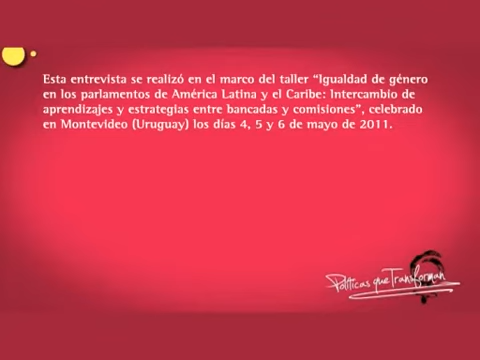 Esta entrevista se realizó en el marco del taller “Igualdad de género
en los parlamentos de América Latina y el Caribe: Intercambio de
aprendizajes y estrategias entre bancadas y comisiones”, celebrado
en Montevideo (Uruguay) los días 4, 5 y 6 de mayo de 2011.
Políticas que Transforman